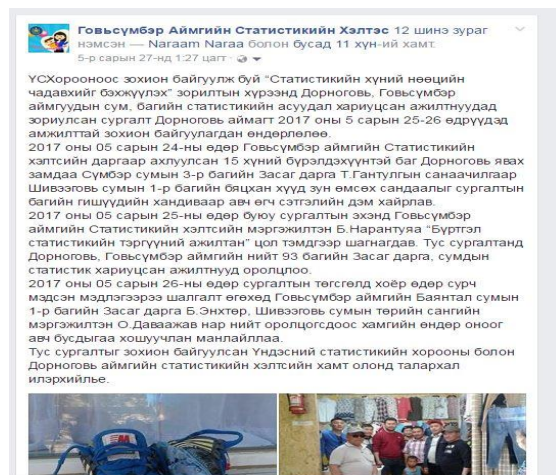 Говьсүмбэр Аймгийн Статистикийн Хэлтэс 12 шинэ зураг
нэмсэн — Naraam Naraa болон бусад 11 хүн-ий хамт.
5-р сарын 27-нд 1:27 цагт ·
ҮСХорооноос зохион байгуулж буй “Статистикийн хүний нөөцийн
чадавхийг бэхжүүлэх” зорилтын хүрээнд Дорноговь, Говьсүмбэр
аймгуудын сум, багийн статистикийн асуудал хариуцсан ажилтнуудад
зориулсан сургалт Дорноговь аймагт 2017 оны 5 сарын 25-26 өдрүүдэд
амжилттай зохион байгуулагдан өндөрлөлөө.
2017 оны 05 сарын 24-ны өдөр Говьсүмбэр аймгийн Статистикийн
хэлтсийн даргаар ахлуулсан 15 хүний бүрэлдэхүүнтэй баг Дорноговь явах
замдаа Сүмбэр сумын 3-р багийн Засаг дарга Т.Гантулгын санаачилгаар
Шивээговь сумын 1-р багийн бяцхан хүүд зун өмсөх сандаалыг сургалтын
багийн гишүүдийн хандиваар авч өгч сэтгэлийн дэм хайрлав.
2017 оны 05 сарын 25-ны өдөр буюу сургалтын эхэнд Говьсүмбэр
аймгийн Статистикийн хэлтсийн мэргэжилтэн Б.Нарантуяа “Бүртгэл
статистикийн тэргүүний ажилтан” цол тэмдгээр шагнагдав. Тус сургалтанд
Дорноговь, Говьсүмбэр аймгийн нийт 93 багийн Засаг дарга, сумдын
статистик хариуцсан ажилтнууд оролцлоо.
2017 оны 05 сарын 26-ны өдөр сургалтын төгсгөлд хоёр өдөр сурч
мэдсэн мэдлэгээрээ шалгалт өгөхөд Говьсүмбэр аймгийн Баянтал сумын
1-р багийн Засаг дарга Б.Энхтөр, Шивээговь сумын төрийн сангийн
мэргэжилтэн О.Даваажав нар нийт оролцогсдоос хамгийн өндөр оноог
авч бусдыгаа хошуучлан манлайллаа.
Тус сургалтыг зохион байгуулсан Үндэсний статистикийн хорооны болон
Дорноговь аймгийн статистикийн хэлтсийн хамт олонд талархал
илэрхийлье.